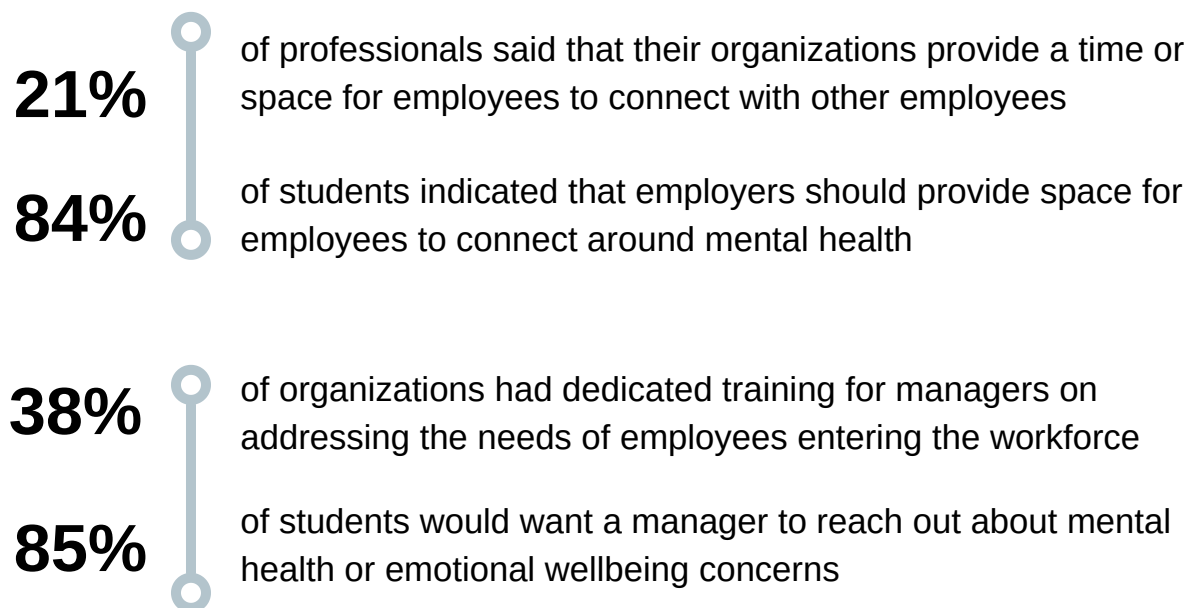 21%
of professionals said that their organizations provide a time or
space for employees to connect with other employees
84%
of students indicated that employers should provide space for
employees to connect around mental health
38%
of organizations had dedicated training for managers on
addressing the needs of employees entering the workforce
85%
of students would want a manager to reach out about mental
health or emotional wellbeing concerns